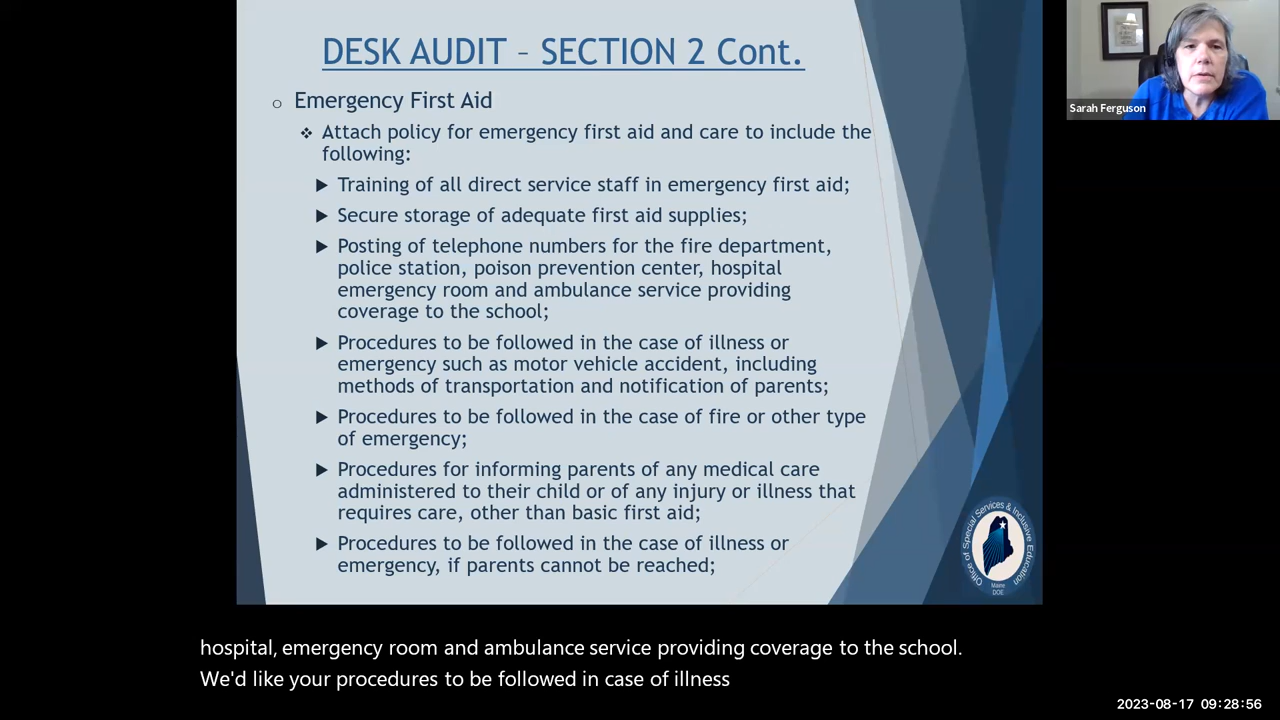 DESK AUDIT – SECTION 2 Cont.
Emergency First Aid
Attach policy for emergency first aid and care to include the
following:
Training of all direct service staff in emergency first aid;
Secure storage of adequate first aid supplies;
Posting of telephone numbers for the fire department,
police station, poison prevention center, hospital
emergency room and ambulance service providing
coverage to the school;
Procedures to be followed in the case of illness or
emergency such as motor vehicle accident, including
methods of transportation and notification of parents;
Procedures to be followed in the case of fire or other type
of emergency;
Procedures for informing parents of any medical care
administered to their child or of any injury or illness that
requires care, other than basic first aid;
Procedures to be followed in the case of illness or
emergency, if parents cannot be reached;
Office of Special Services & Inclusive Education
Maine
DOE
Sarah Ferguson
hospital, emergency room and ambulance service providing coverage to the school.
We'd like your procedures to be followed in case of illness
2023-08-17 09:28:56